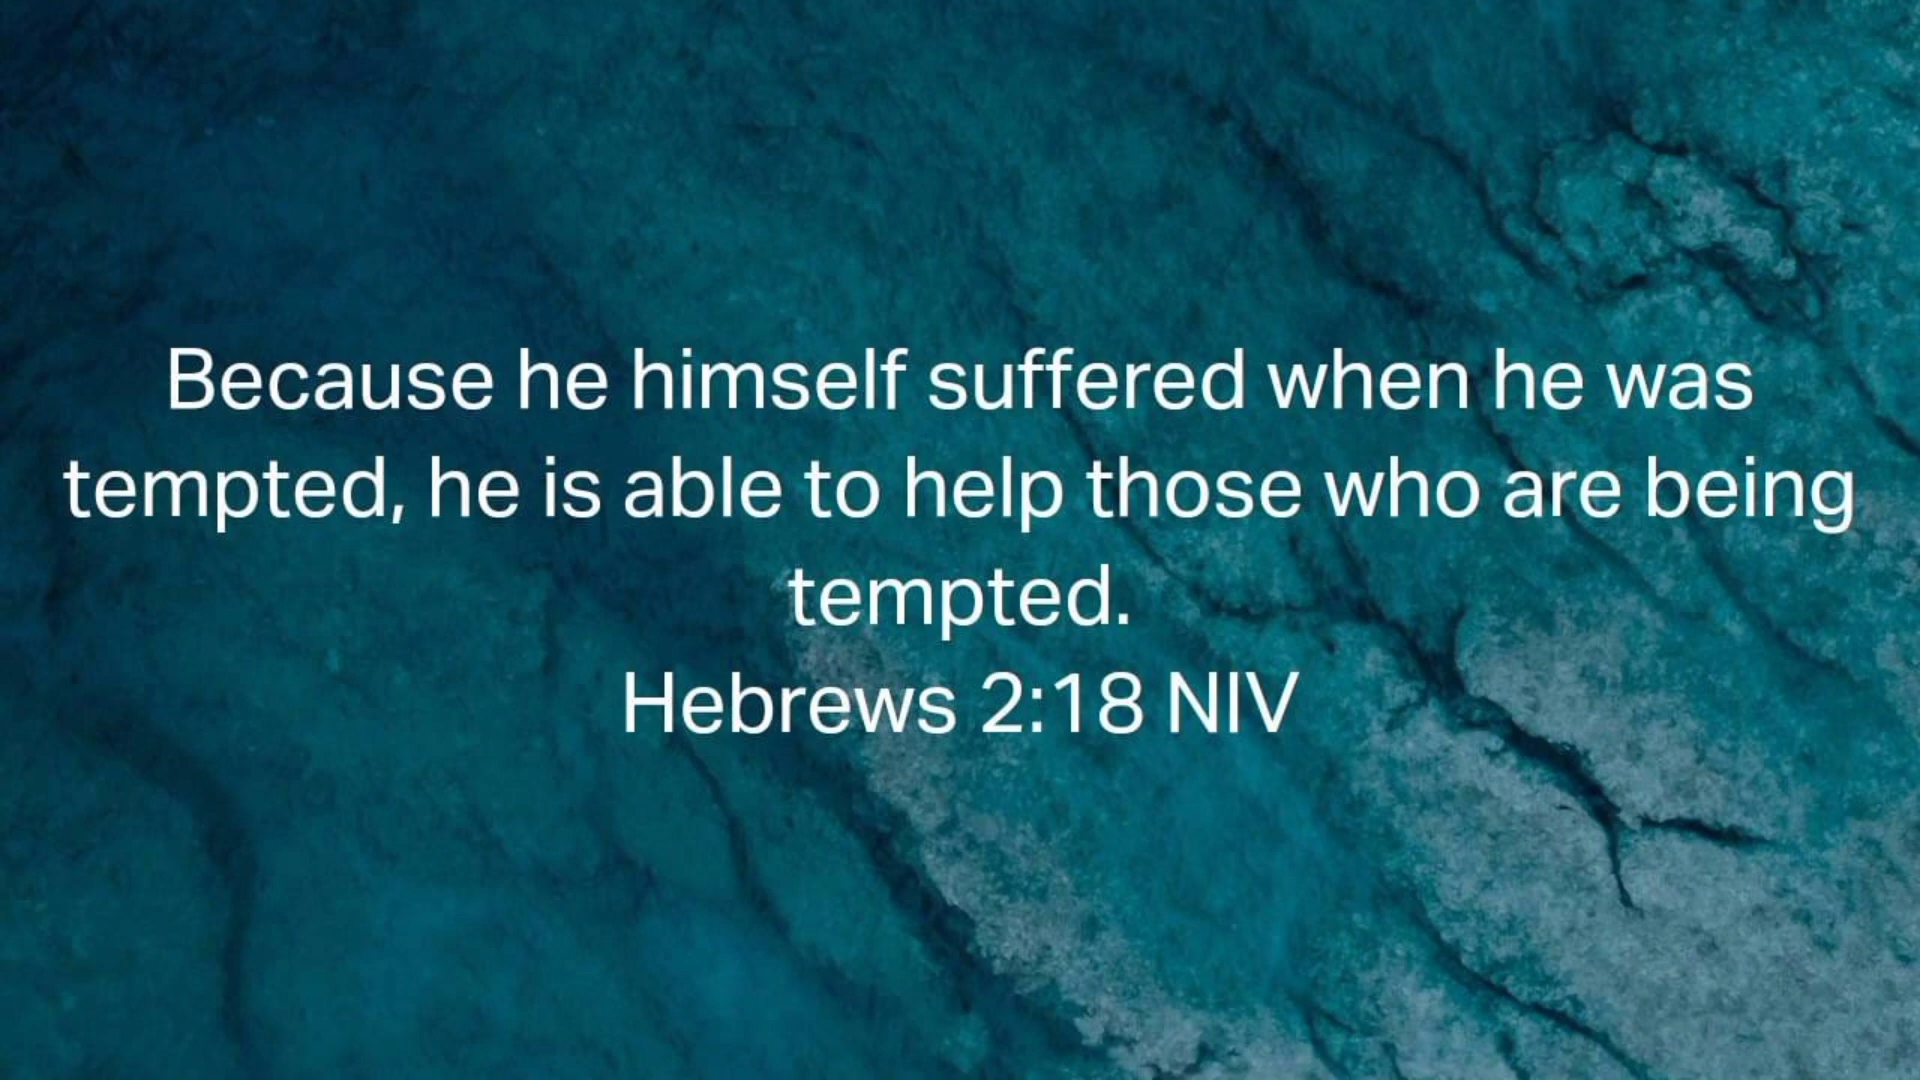 Because he himself suffered when he was
tempted, he is able to help those who are being
tempted.
Hebrews 2:18 NIV